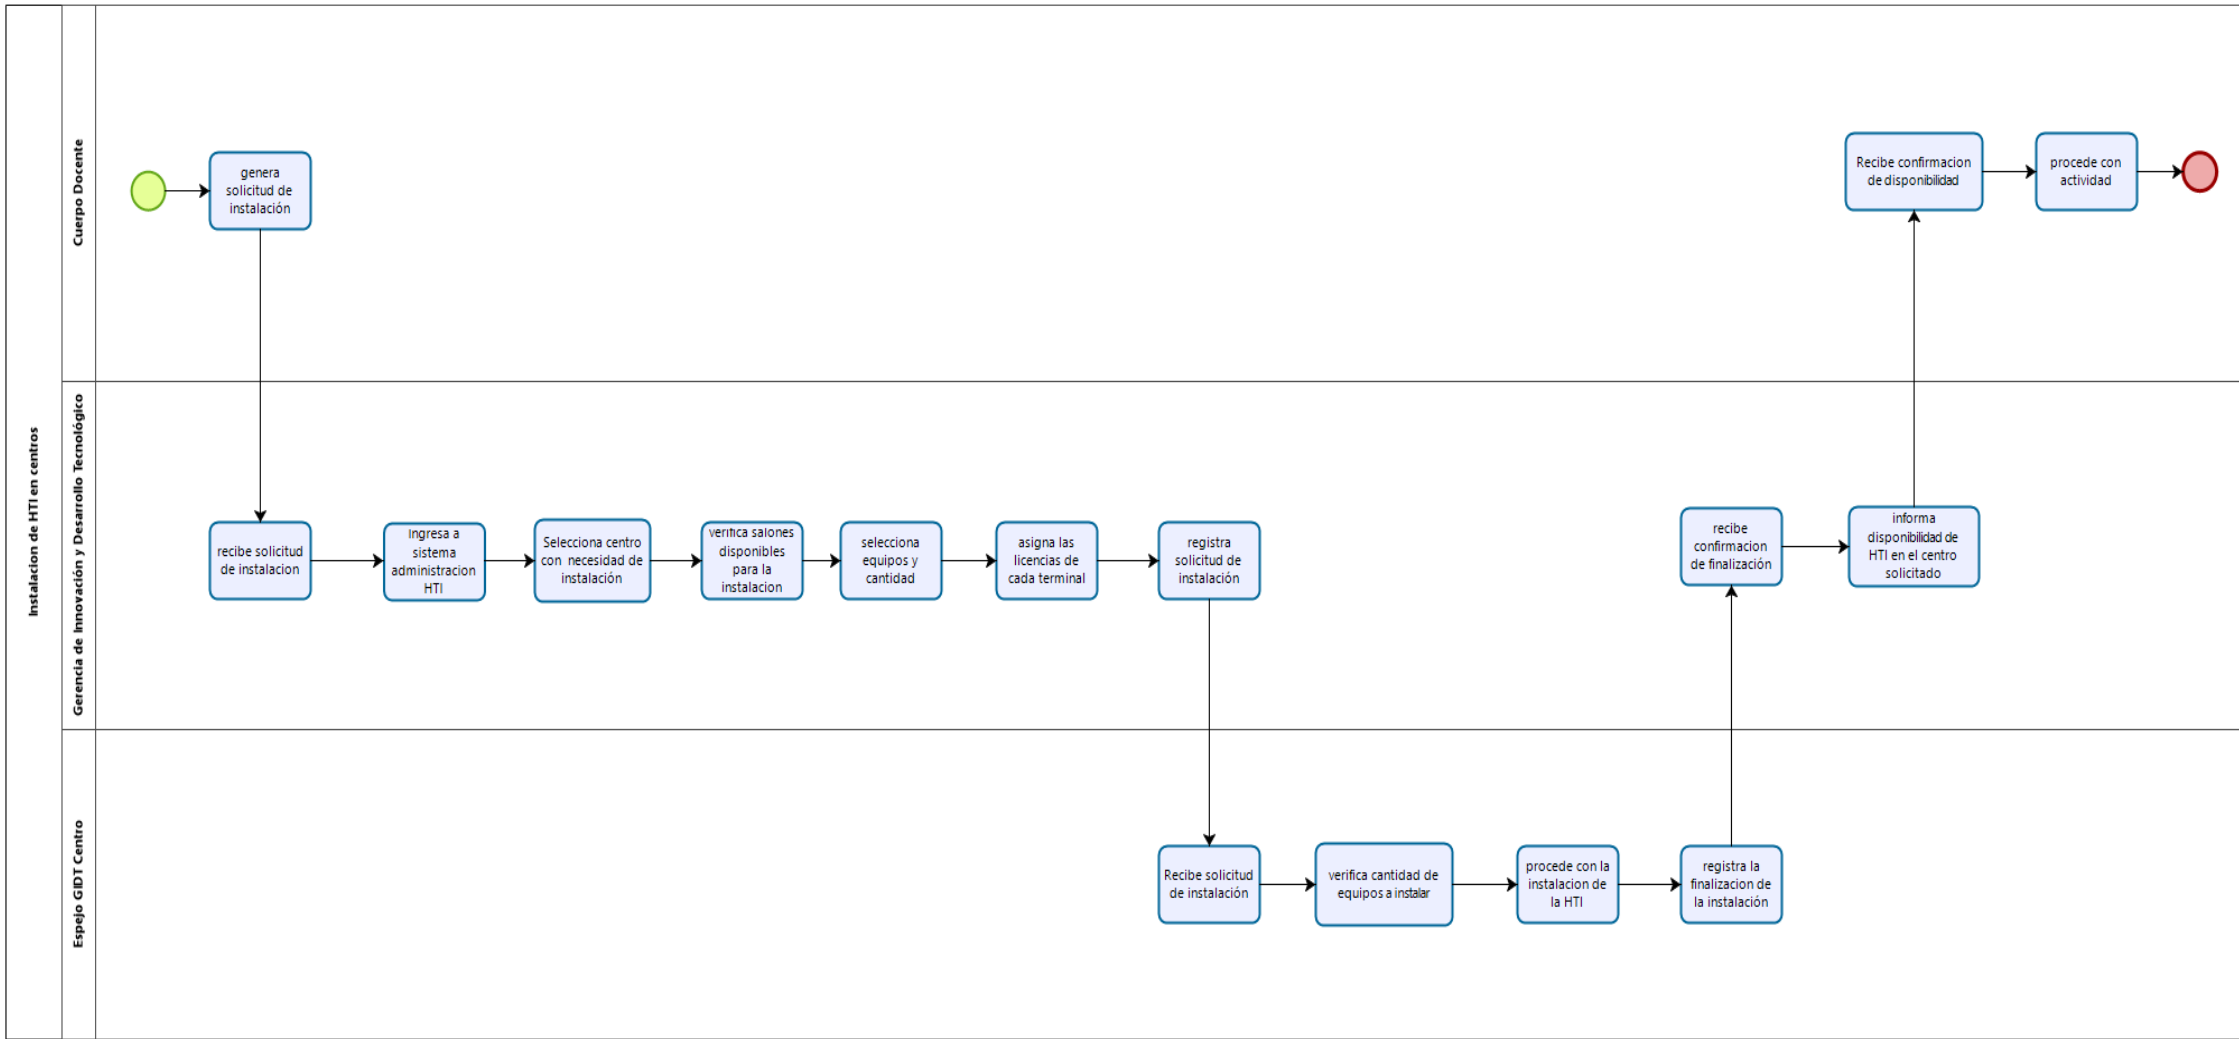 Instalacion de HTI en centros
Cuerpo Docente
genera
solicitud de
instalación
Recibe confirmacion
de disponibilidad
procede con
actividad
Gerencia de Innovación y Desarrollo Tecnológico
recibe solicitud
de instalacion
ingresa a
sistema
administracion
HTI
Selecciona centro
con necesidad de
instalación
verifica salones
disponibles
para la
instalacion
selecciona
equipos y
cantidad
asigna las
licencias de
cada terminal
registra
solicitud de
instalación
recibe
confirmacion
de finalización
informa
disponibilidad de
HTI en el centro
solicitado
Espejo GIDT Centro
Recibe solicitud
de instalación
verifica cantidad de
equipos a instalar
procede con la
instalacion de
la HTI
registra la
finalizacion de
la instalación